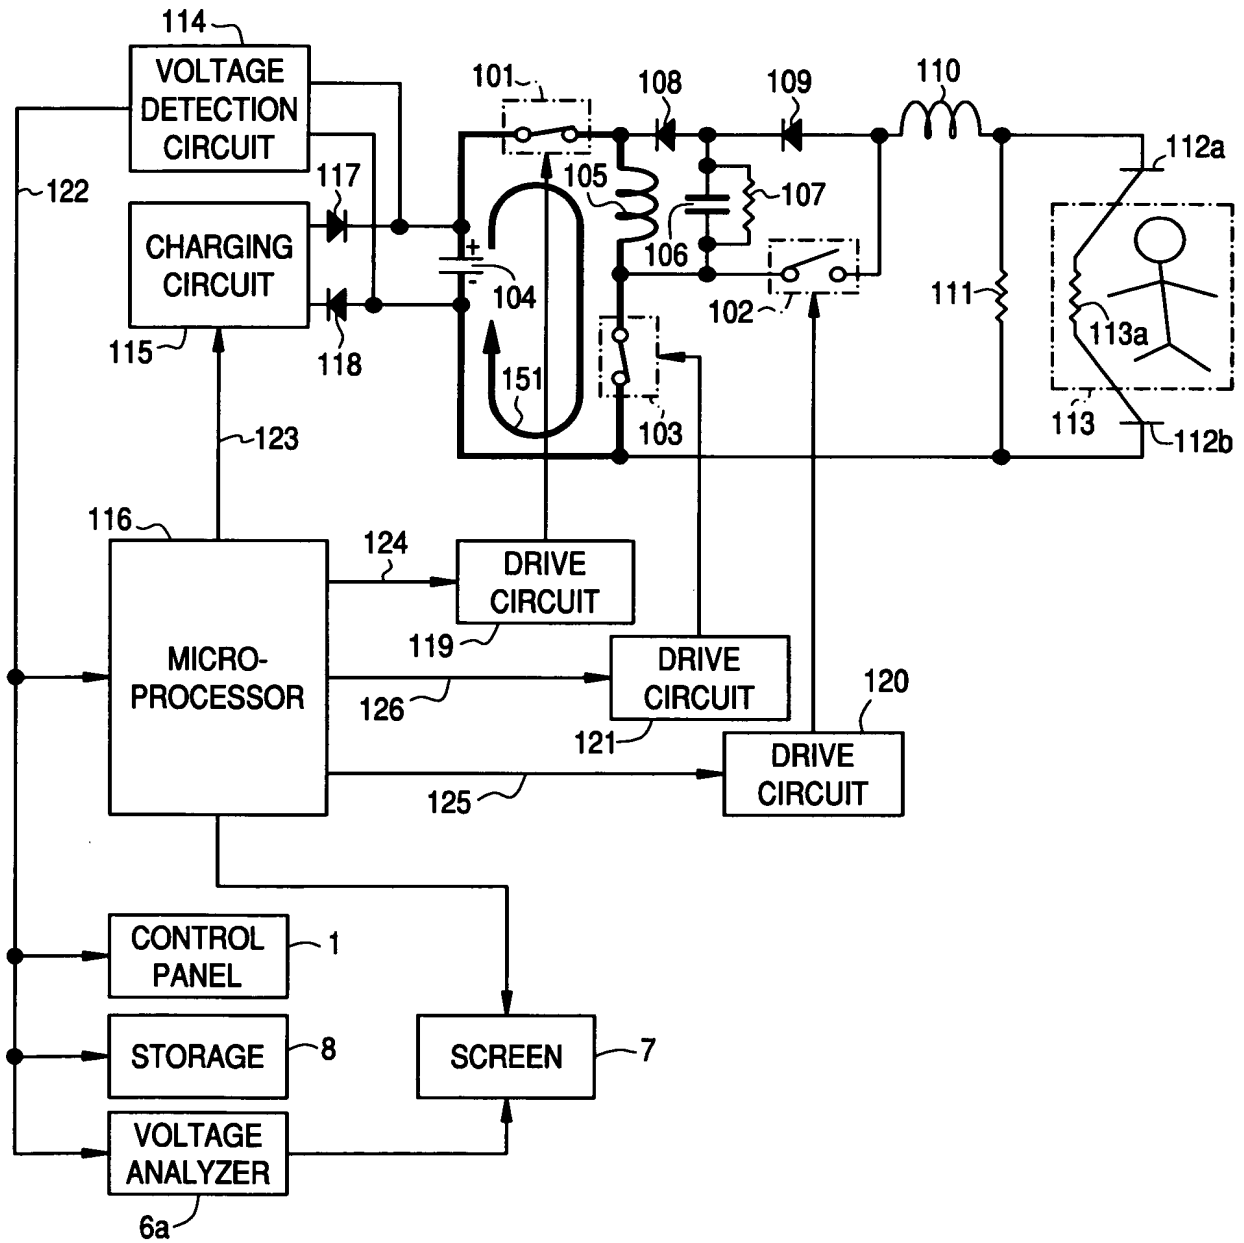 114
VOLTAGE
DETECTION
CIRCUIT
101
108
109
110
112a
122
117
105
106
107
CHARGING
CIRCUIT
+
-
104
102
111
113a
115
118
151
103
113
112b
123
116
124
DRIVE
CIRCUIT
119
MICRO-
PROCESSOR
126
DRIVE
CIRCUIT
121
120
125
DRIVE
CIRCUIT
CONTROL
PANEL
1
STORAGE
8
SCREEN
7
VOLTAGE
ANALYZER
6a